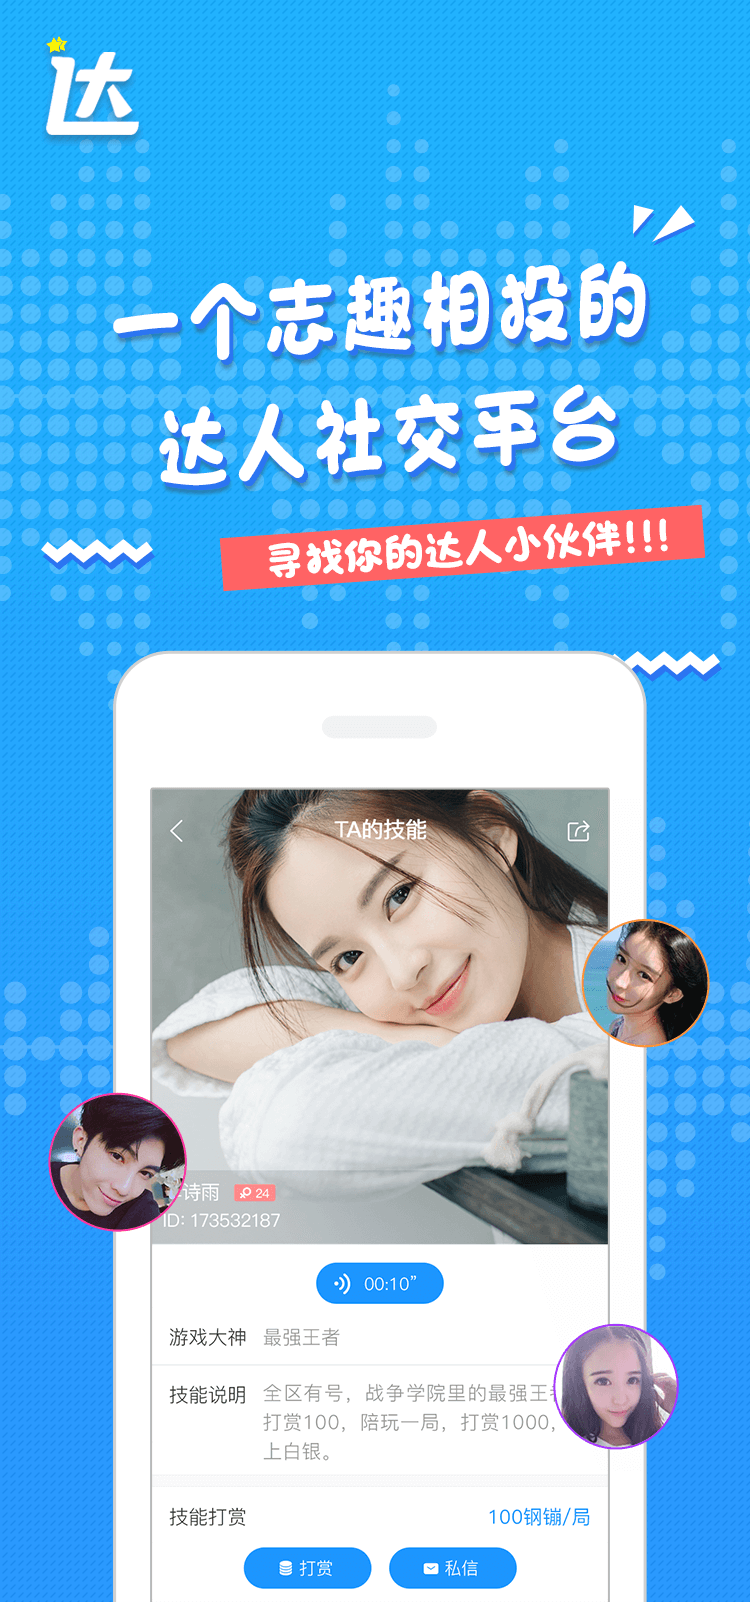 达
一个志趣相投的
达人社交平台
寻找你的达人小伙伴!!!
TA的技能
诗雨 24
ID: 173532187
00:10”
游戏大神 最强王者
技能说明 全区有号，战争学院里的最强王
打赏100，陪玩一局，打赏1000，
上白银。
技能打赏 100钢镚/局
打赏 私信